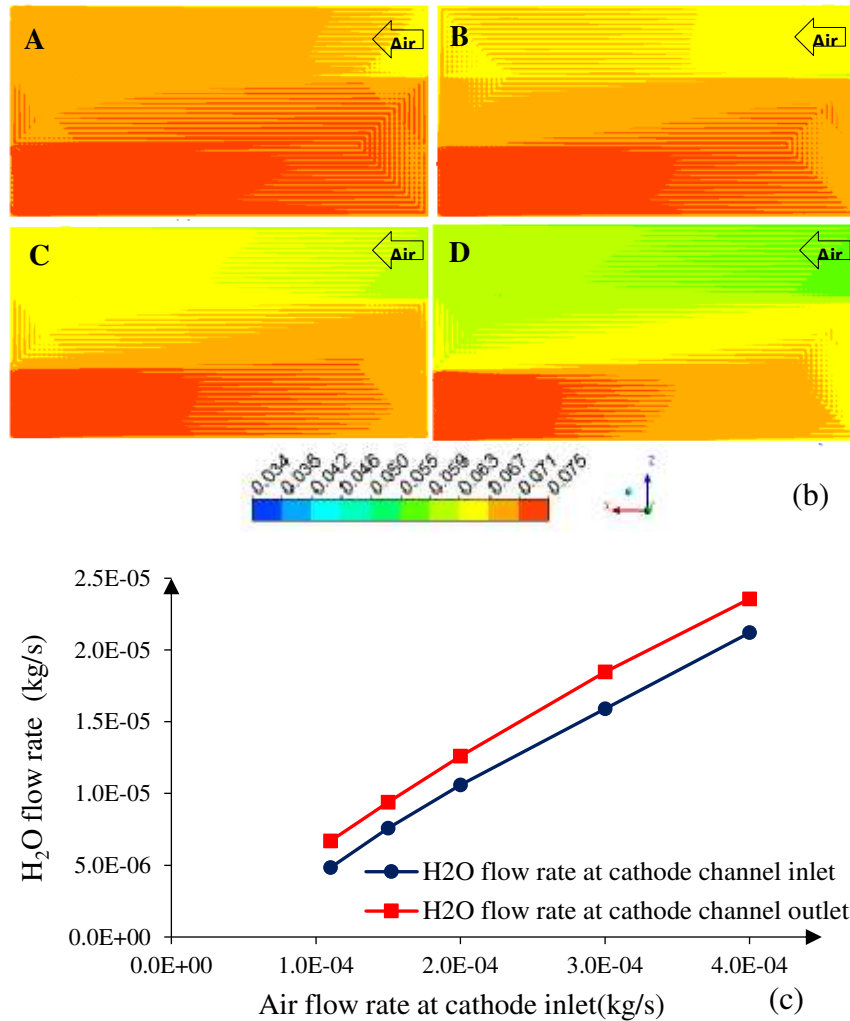 A
Air
B
Air
C
Air
D
Air
0.034 0.036 0.042 0.046 0.050 0.055 0.059 0.063 0.067 0.071 0.075
Z
X
(b)
2.5E-05
2.0E-05
1.5E-05
1.0E-05
5.0E-06
0.0E+00
H₂O flow rate (kg/s)
H2O flow rate at cathode channel inlet
H2O flow rate at cathode channel outlet
0.0E+00 1.0E-04 2.0E-04 3.0E-04 4.0E-04
Air flow rate at cathode inlet(kg/s)
(c)